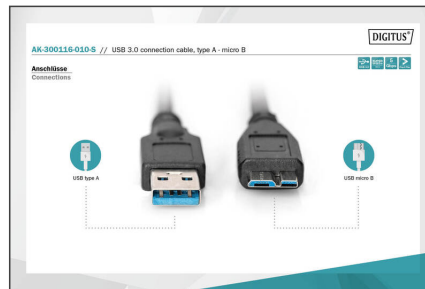 DIGITUS®
AK-300116-010-S // USB 3.0 connection cable, type A - micro B
Anschlüsse
Connections
USB type A
USB micro B